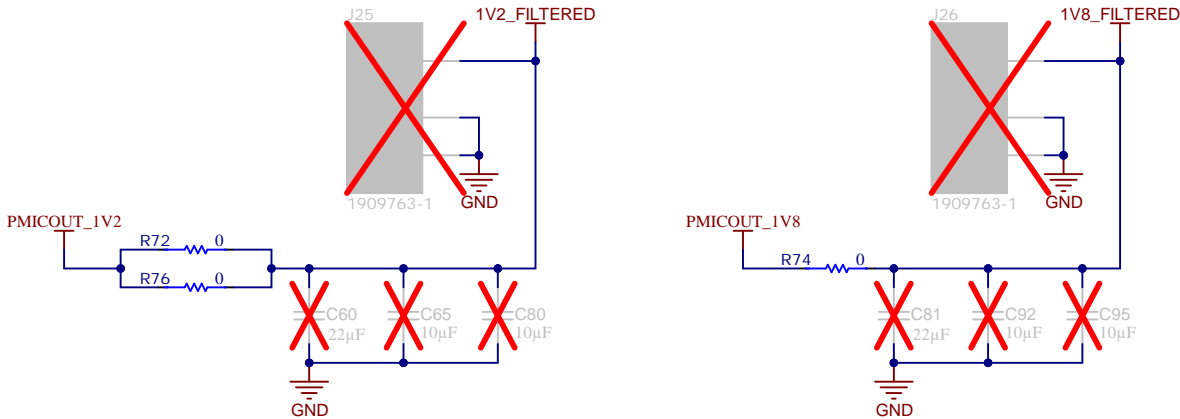 J25
1V2_FILTERED
1909763-1
GND
PMICOUT_1V2
R72 0
R76 0
C60
22µF
C65
10µF
C80
10µF
GND
J26
1V8_FILTERED
1909763-1
GND
PMICOUT_1V8
R74 0
C81
22µF
C92
10µF
C95
10µF
GND